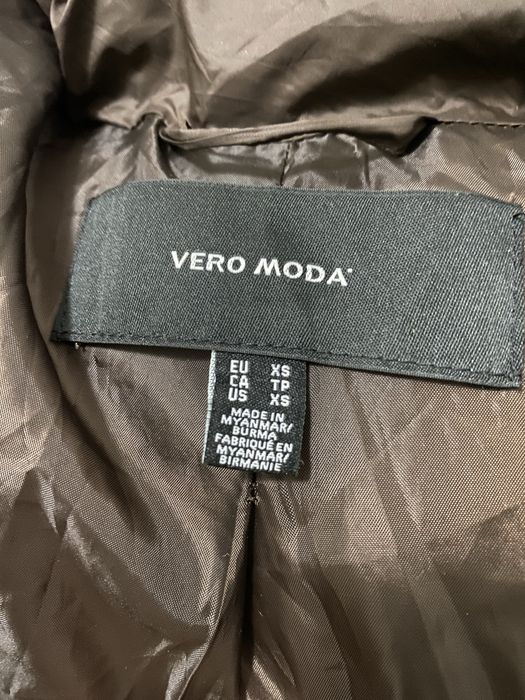 VERO MODA
EU XS
CA TP
US XS
MADE IN
MYANMAR/
BURMA
FABRIQUÉ EN
MYANMAR/
BIRMANIE